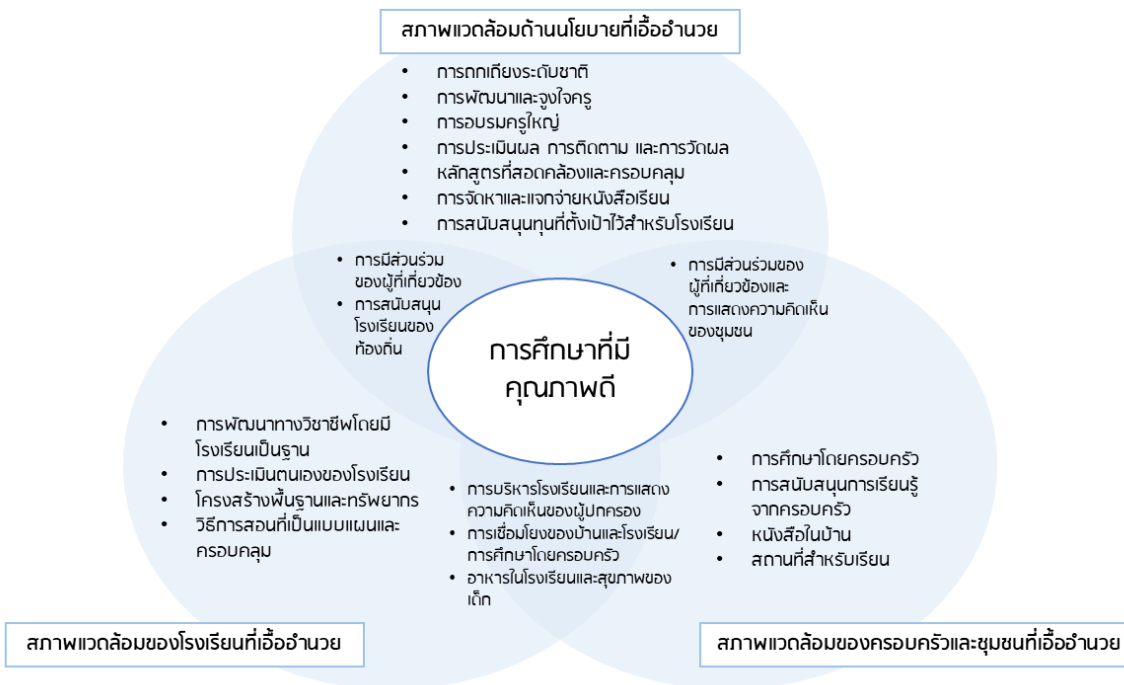 สภาพแวดล้อมด้านนโยบายที่เอื้ออำนวย
• การถกเถียงระดับชาติ
• การพัฒนาและจูงใจครู
• การอบรมครูใหญ่
• การประเมินผล การติดตาม และการวัดผล
• หลักสูตรที่สอดคล้องและครอบคลุม
• การจัดหาและแจกจ่ายหนังสือเรียน
• การสนับสนุนทุนที่ตั้งเป้าไว้สำหรับโรงเรียน
• การมีส่วนร่วม
ของผู้ที่เกี่ยวข้อง
• การสนับสนุน
โรงเรียนของ
ท้องถิ่น
• การมีส่วนร่วมของ
ผู้ที่เกี่ยวข้องและ
การแสดงความคิดเห็น
ของชุมชน
การศึกษาที่มี
คุณภาพดี
• การพัฒนาทางวิชาชีพโดยมี
โรงเรียนเป็นฐาน
• การประเมินตนเองของโรงเรียน
• โครงสร้างพื้นฐานและทรัพยากร
• วิธีการสอนที่เป็นแบบแผนและ
ครอบคลุม
• การบริหารโรงเรียนและการแสดง
ความคิดเห็นของผู้ปกครอง
• การเชื่อมโยงของบ้านและโรงเรียน/
การศึกษาโดยครอบครัว
• อาหารในโรงเรียนและสุขภาพของ
เด็ก
• การศึกษาโดยครอบครัว
• การสนับสนุนการเรียนรู้
จากครอบครัว
• หนังสือในบ้าน
• สถานที่สำหรับเรียน
สภาพแวดล้อมของโรงเรียนที่เอื้ออำนวย
สภาพแวดล้อมของครอบครัวและชุมชนที่เอื้ออำนวย